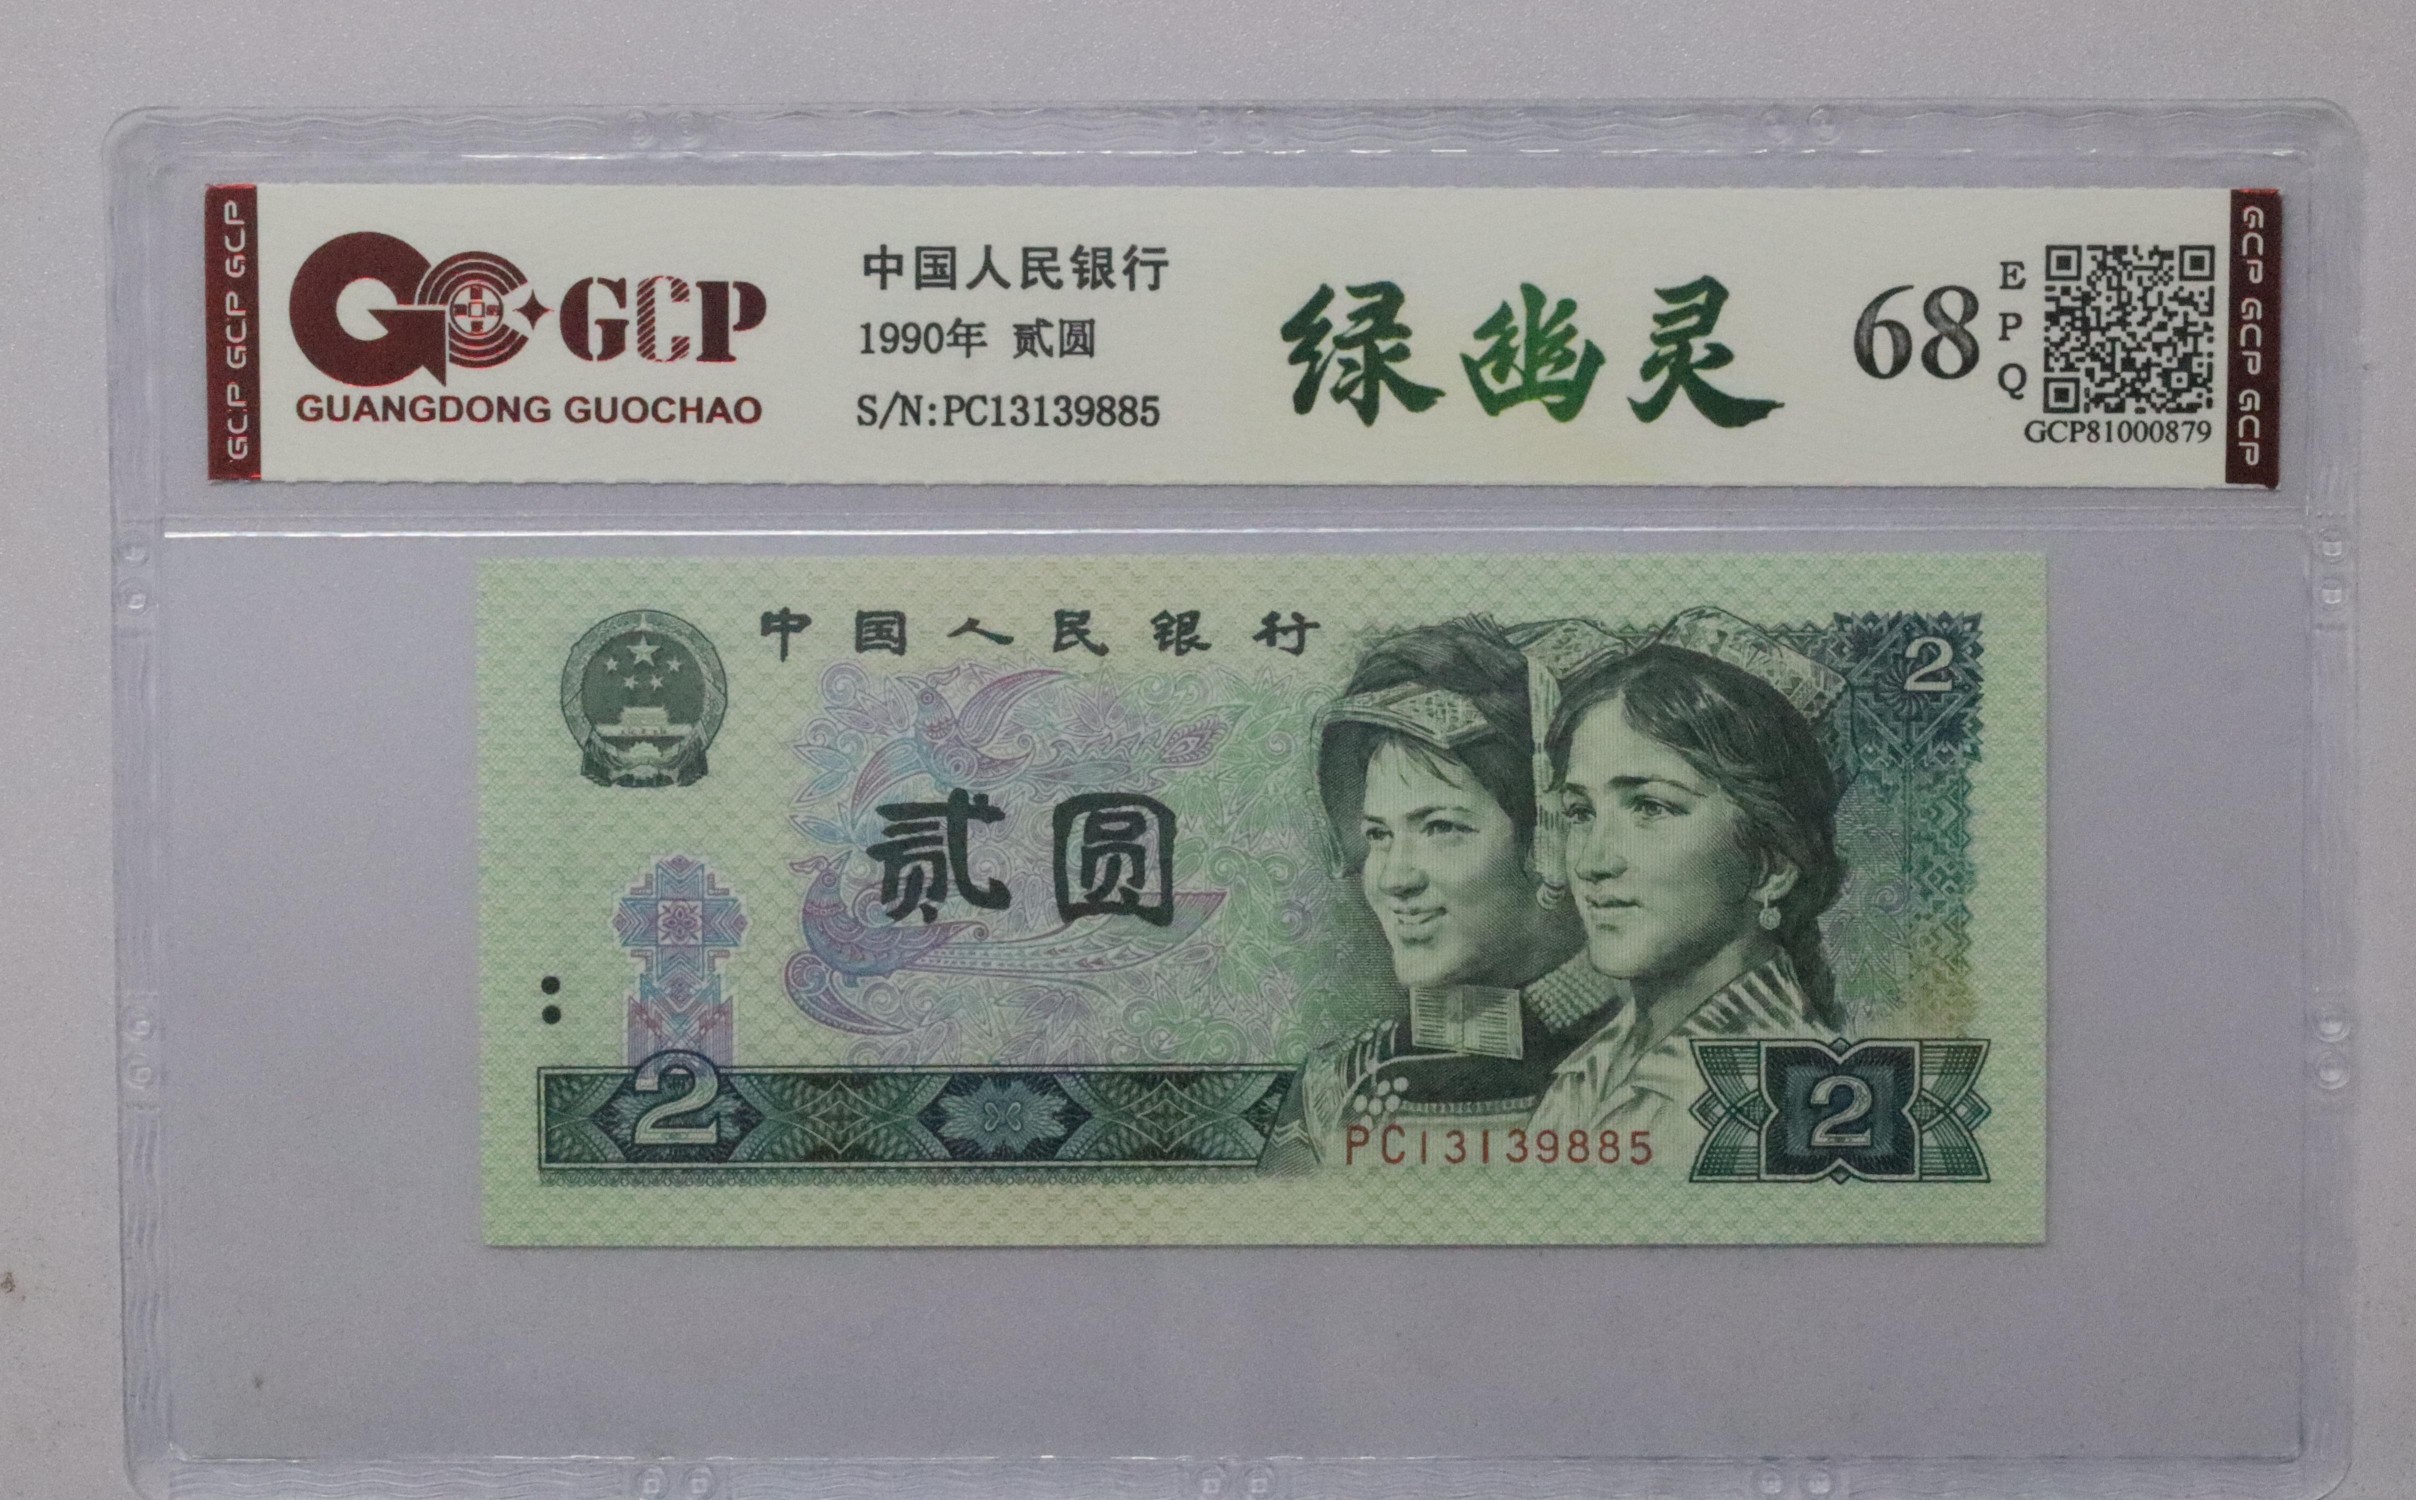 GCP GCP GCP
GCP
GUANGDONG GUOCHAO
中国人民银行
1990年 贰圆
S/N:PC13139885
绿幽灵
68
E
P
Q
GCP81000879
GCP GCP GCP
中国人民银行
2
贰圆
2
PC13139885
2